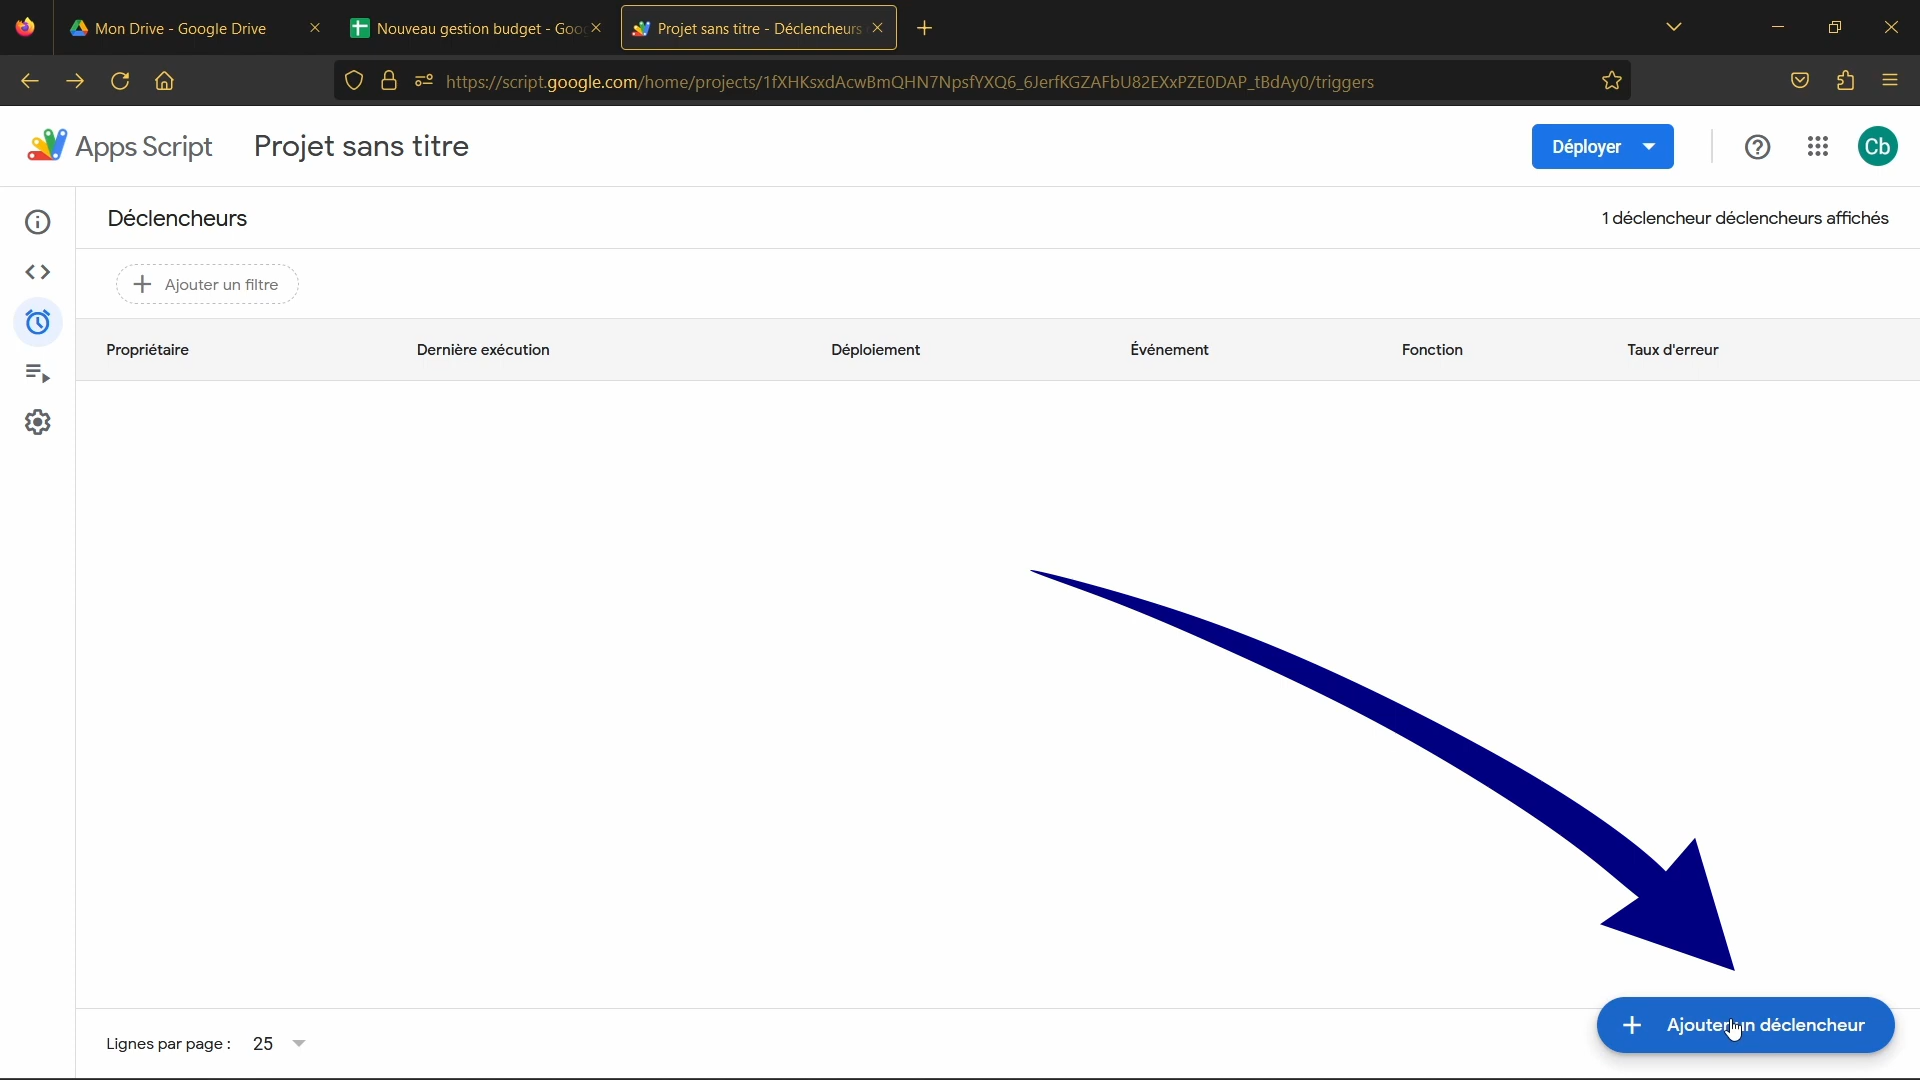 Mon Drive - Google Drive
Nouveau gestion budget - Goo
Projet sans titre - Déclencheurs
https://script.google.com/home/projects/1fXHKsxdAcwBmQHN7NpsfYXQ6_6JerfKGZAFbU82EXxPZE0DAP_tBdAy0/triggers
Apps Script
Projet sans titre
Déployer
Cb
Déclencheurs
1 déclencheur déclencheurs affichés
Ajouter un filtre
Propriétaire
Dernière exécution
Déploiement
Événement
Fonction
Taux d'erreur
Lignes par page :
25
Ajouter un déclencheur